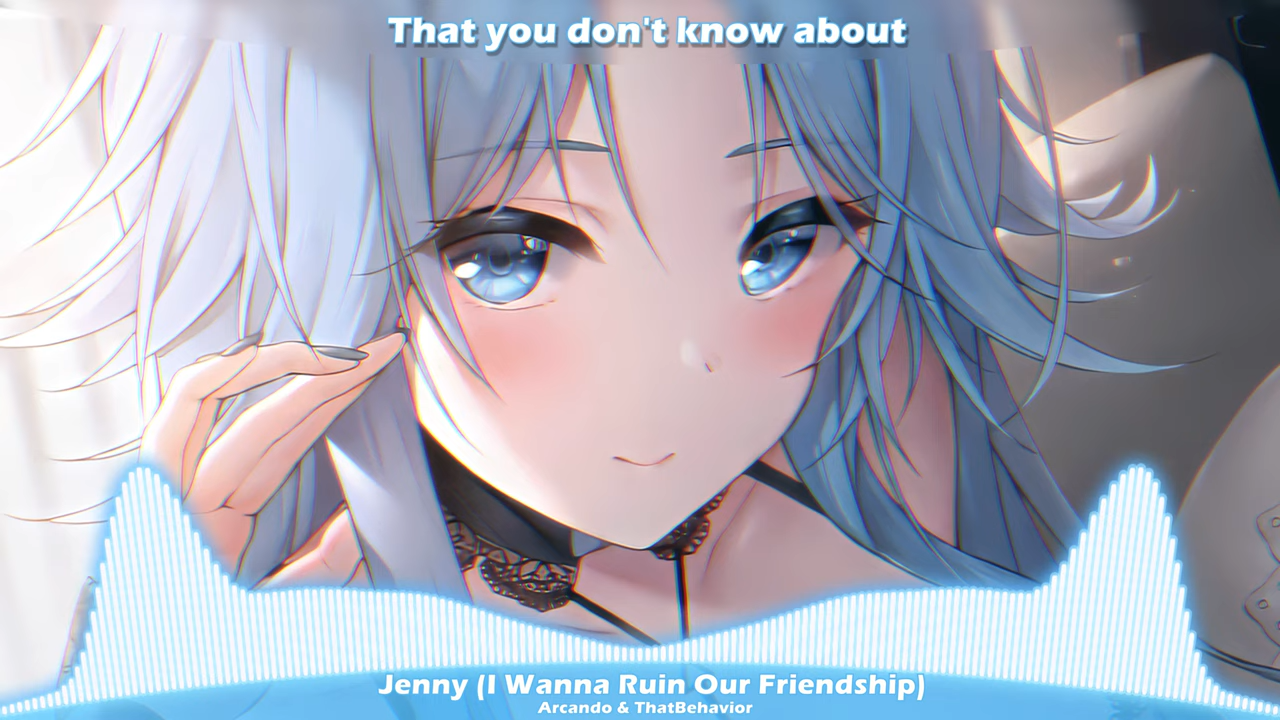 That you don't know about
Jenny (I Wanna Ruin Our Friendship)
Arcando & ThatBehavior